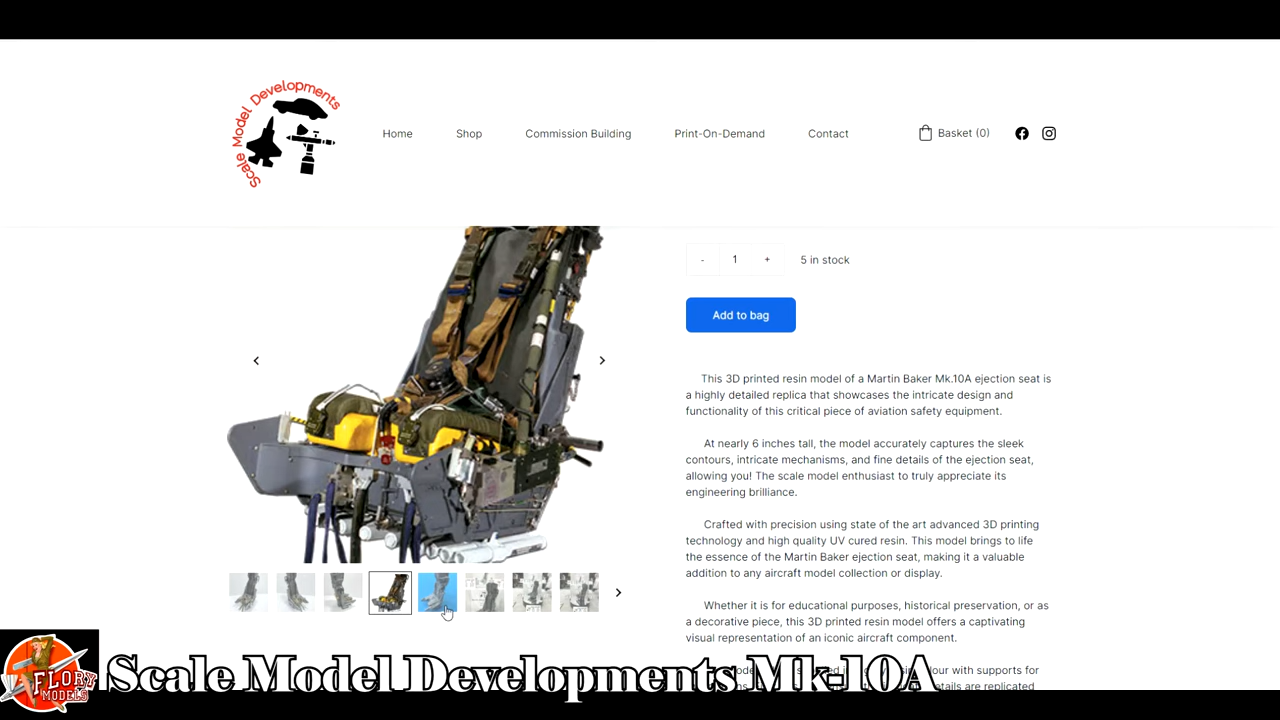 Scale Model Developments
Home
Shop
Commission Building
Print-On-Demand
Contact
Basket (0)
- 1 +
5 in stock
Add to bag
This 3D printed resin model of a Martin Baker Mk.10A ejection seat is
a highly detailed replica that showcases the intricate design and
functionality of this critical piece of aviation safety equipment.
At nearly 6 inches tall, the model accurately captures the sleek
contours, intricate mechanisms, and fine details of the ejection seat,
allowing you! The scale model enthusiast to truly appreciate its
engineering brilliance.
Crafted with precision using state of the art advanced 3D printing
technology and high quality UV cured resin. This model brings to life
the essence of the Martin Baker ejection seat, making it a valuable
addition to any aircraft model collection or display.
Whether it is for educational purposes, historical preservation, or as
a decorative piece, this 3D printed resin model offers a captivating
visual representation of an iconic aircraft component.
our with supports for
details are replicated
FLORY
MODELS
Scale Model Developments Mk-10A